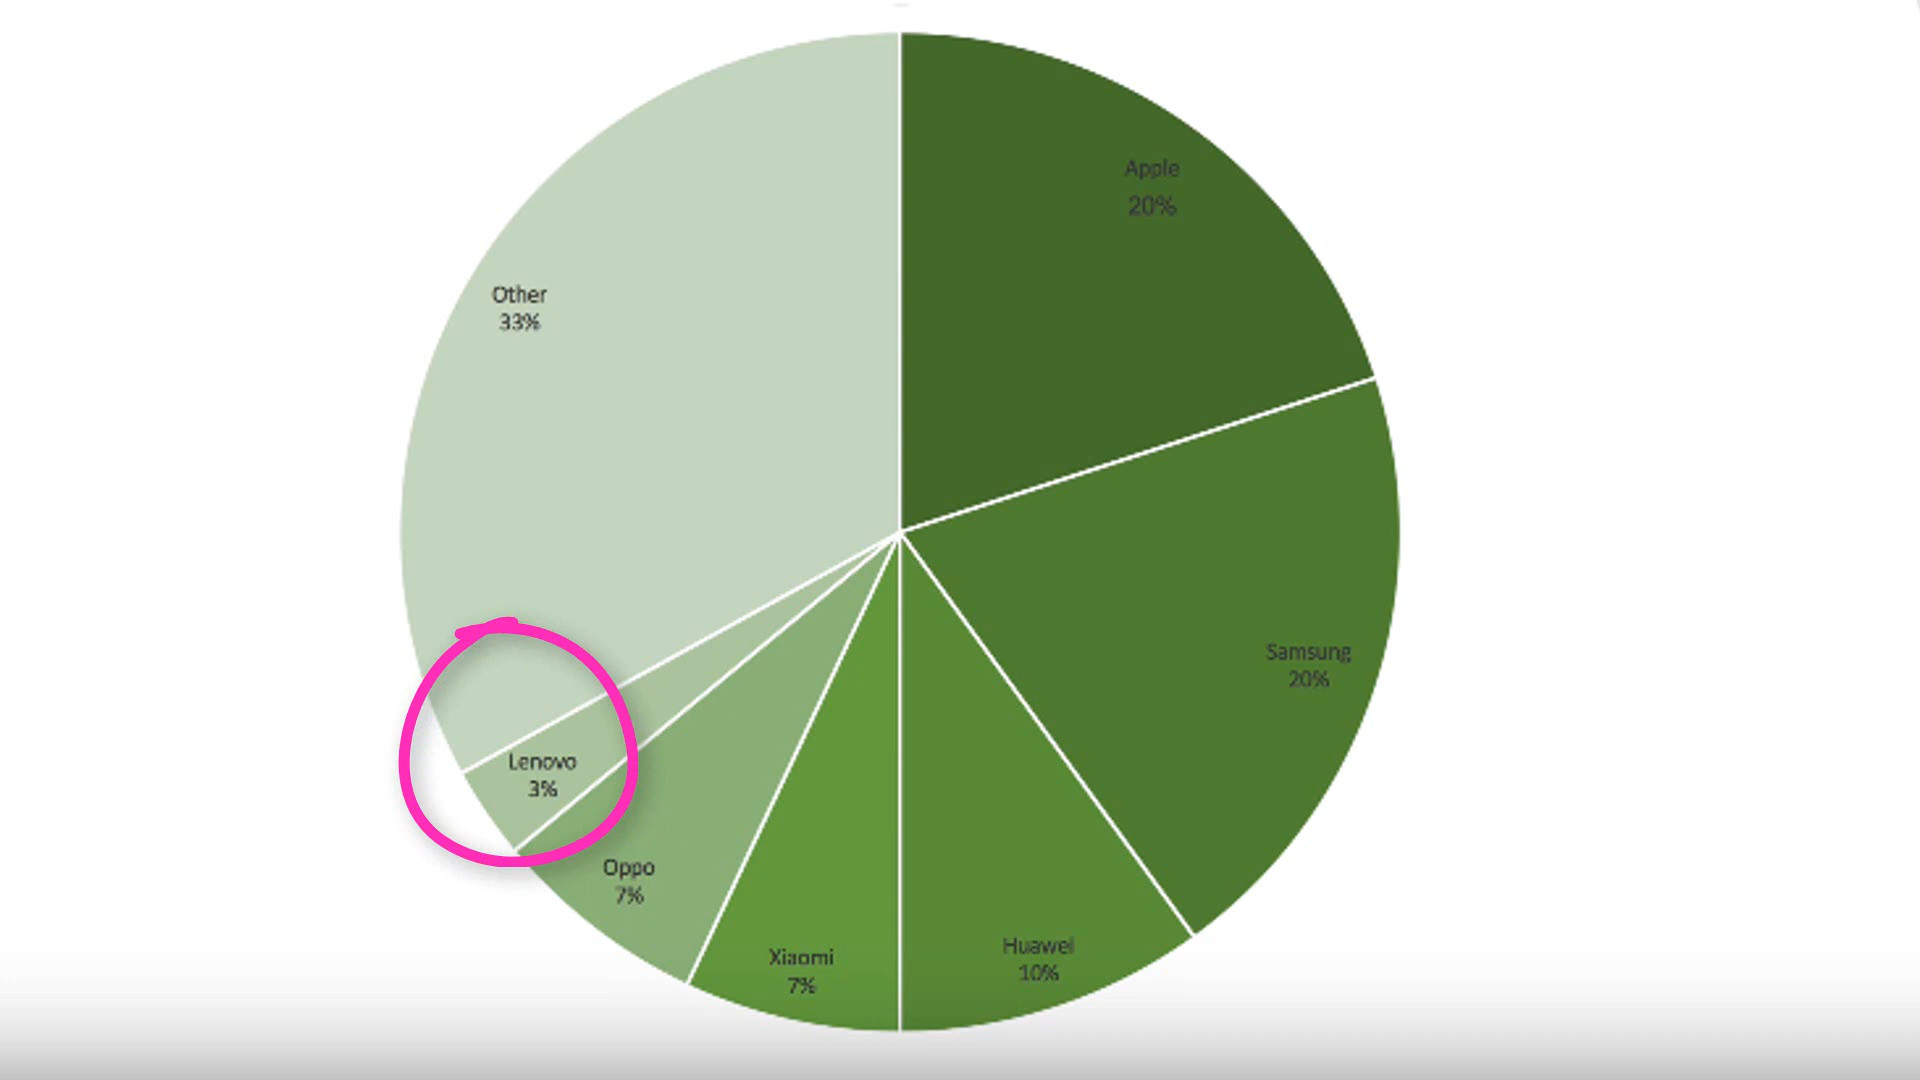 Apple
20%
Other
33%
Samsung
20%
Lenovo
3%
Oppo
7%
Huawei
10%
Xiaomi
7%